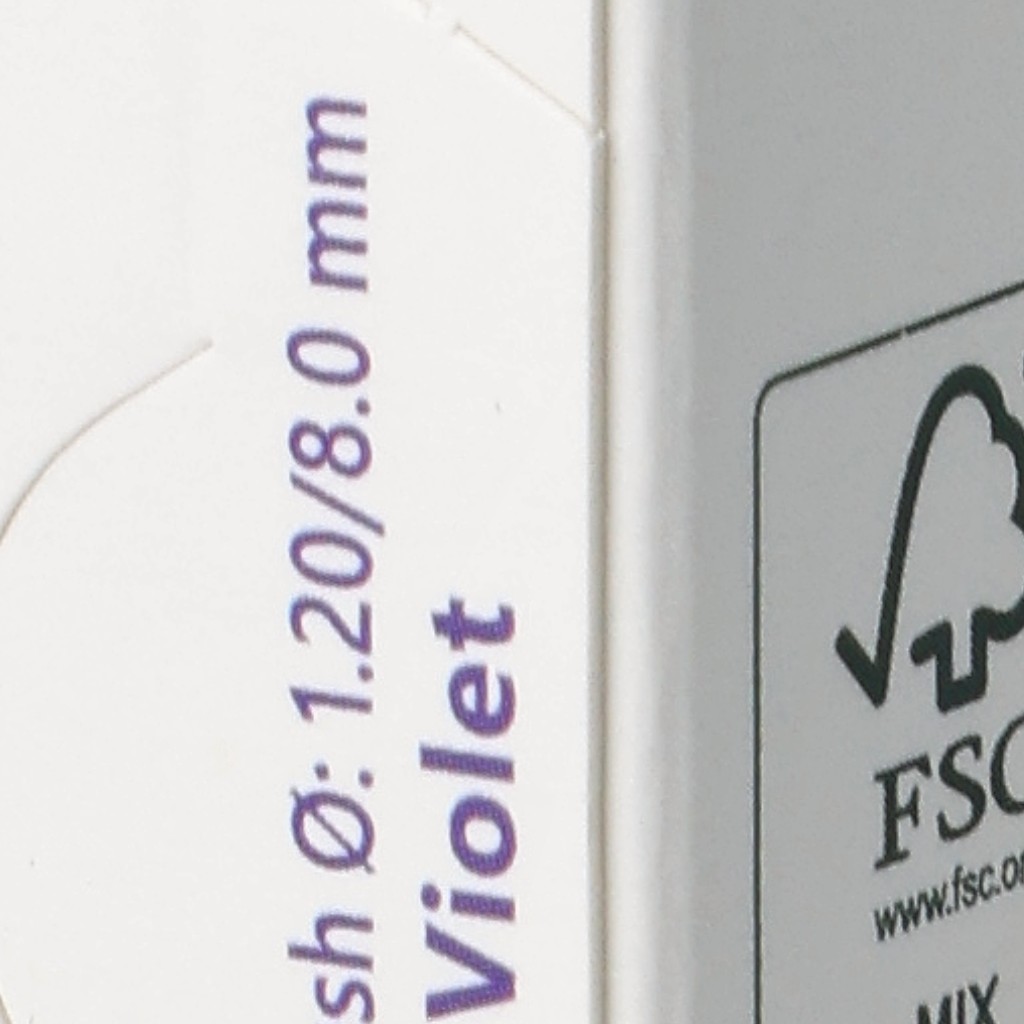 sh Ø: 1.20/8.0 mm
Violet
FSC
www.fsc.or
MIX